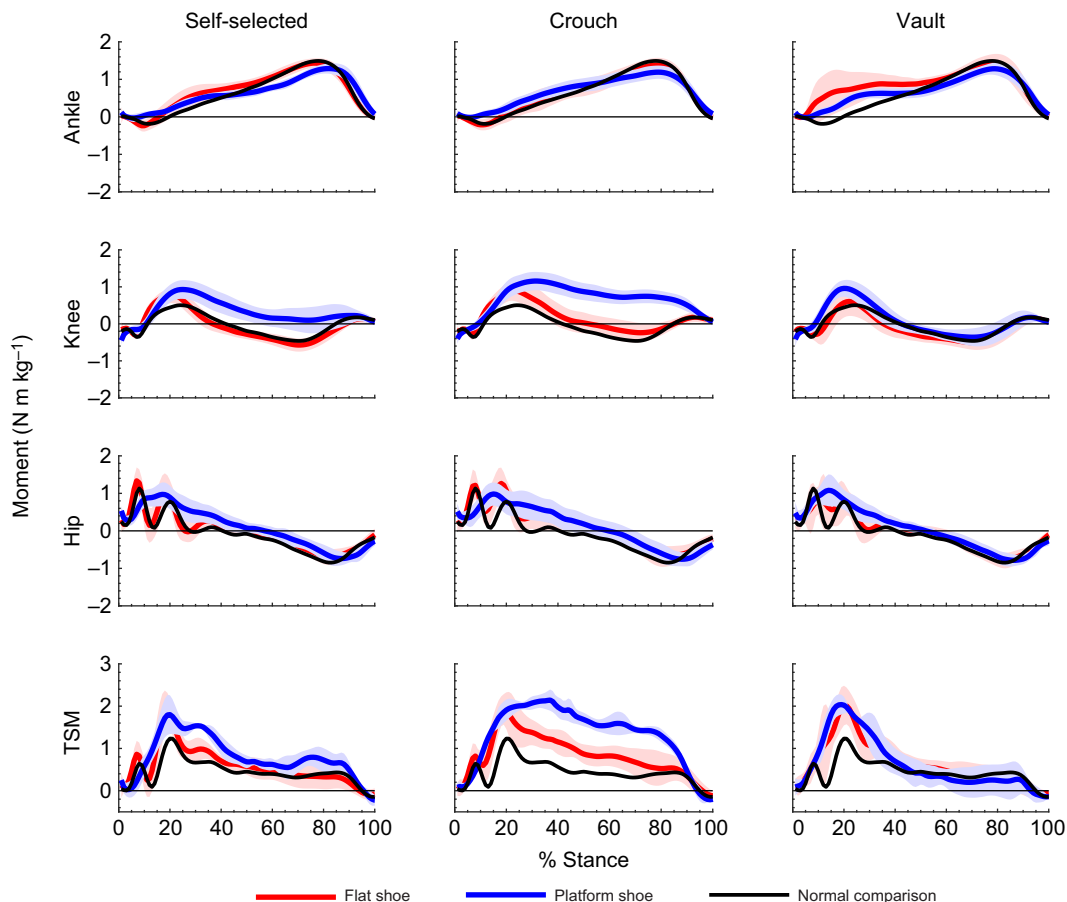 Self-selected Crouch Vault
2
1
0
–1
–2
Ankle
2
1
0
–1
–2
Knee
2
1
0
–1
–2
Hip
3
2
1
0
TSM
Moment (N m kg–1)
0 20 40 60 80 100 0 20 40 60 80 100 0 20 40 60 80 100
% Stance
Flat shoe Platform shoe Normal comparison